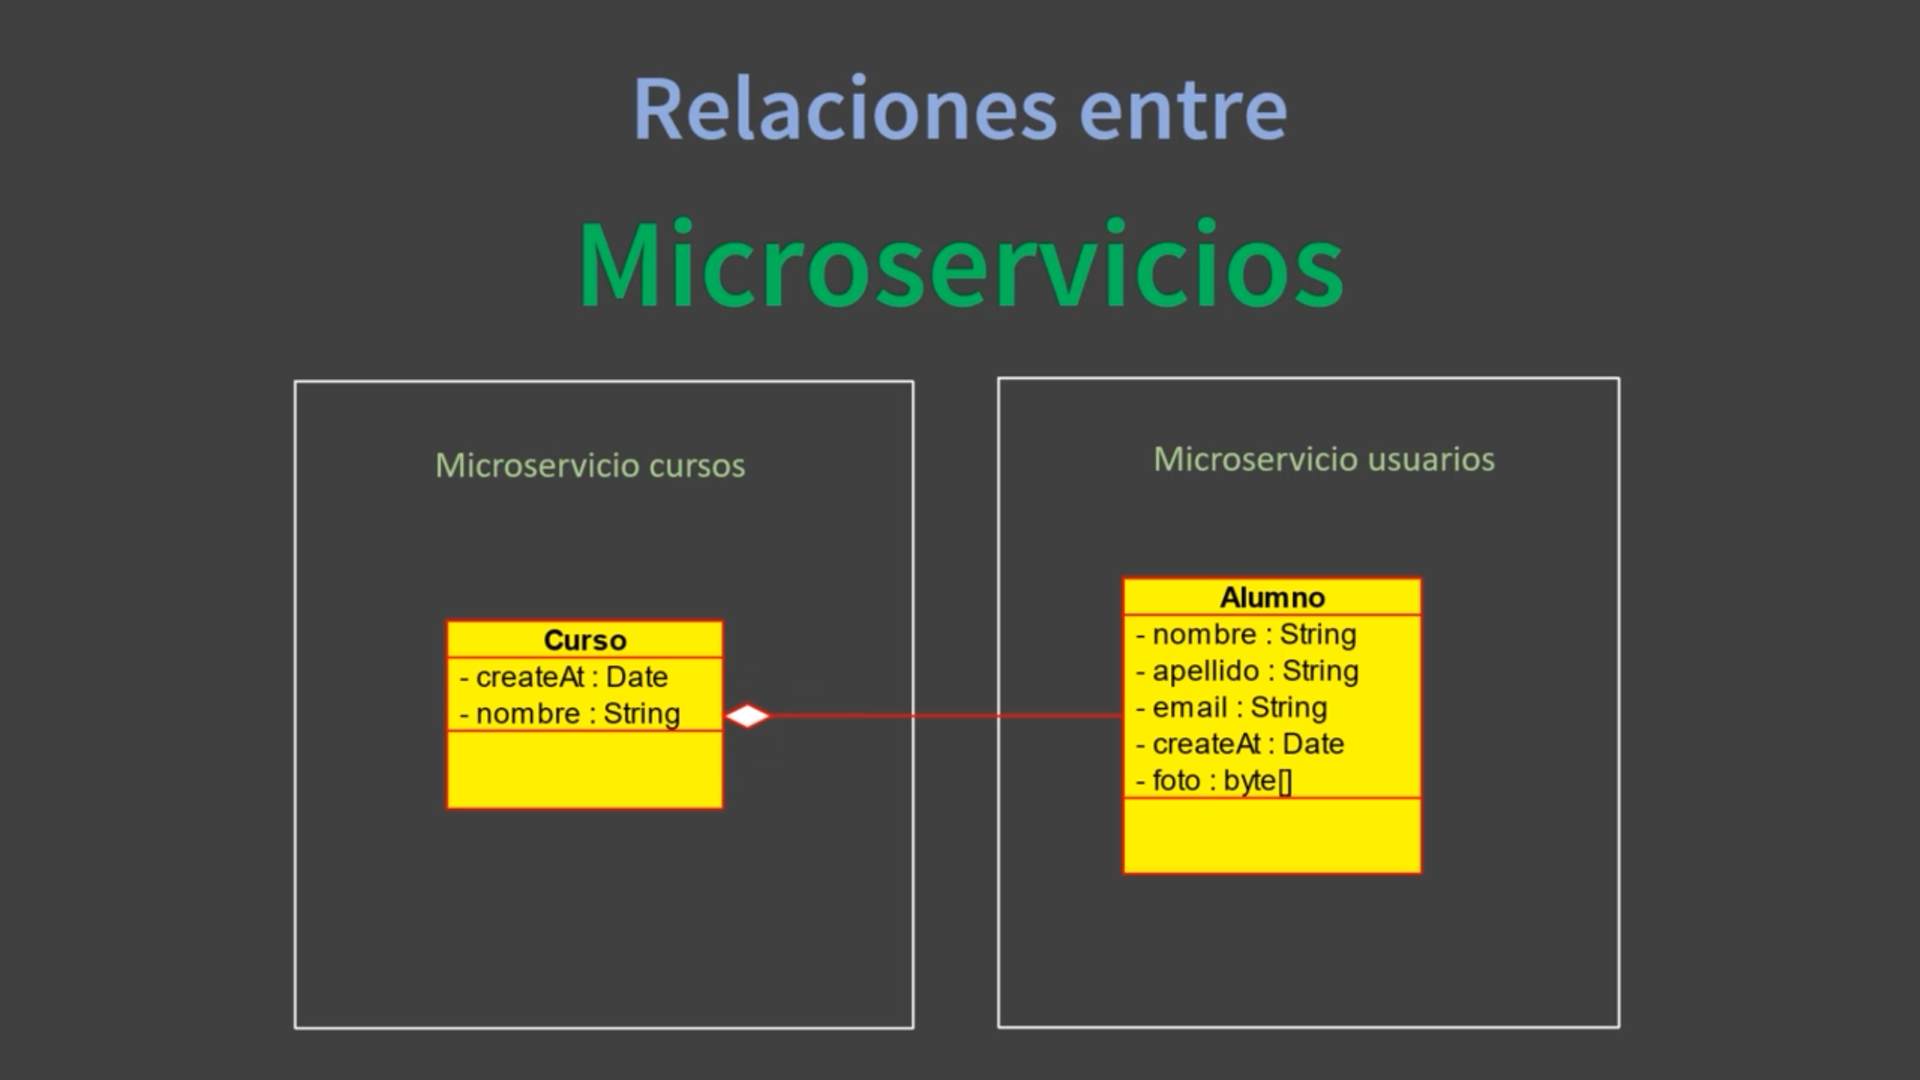 Relaciones entre
Microservicios
Microservicio cursos
Curso
- createAt : Date
- nombre : String
Microservicio usuarios
Alumno
- nombre : String
- apellido : String
- email : String
- createAt : Date
- foto : byte[]